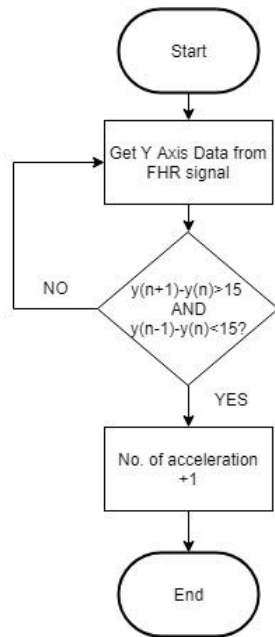 Start
Get Y Axis Data from
FHR signal
y(n+1)-y(n)>15
AND
y(n-1)-y(n)<15?
NO
YES
No. of acceleration
+1
End